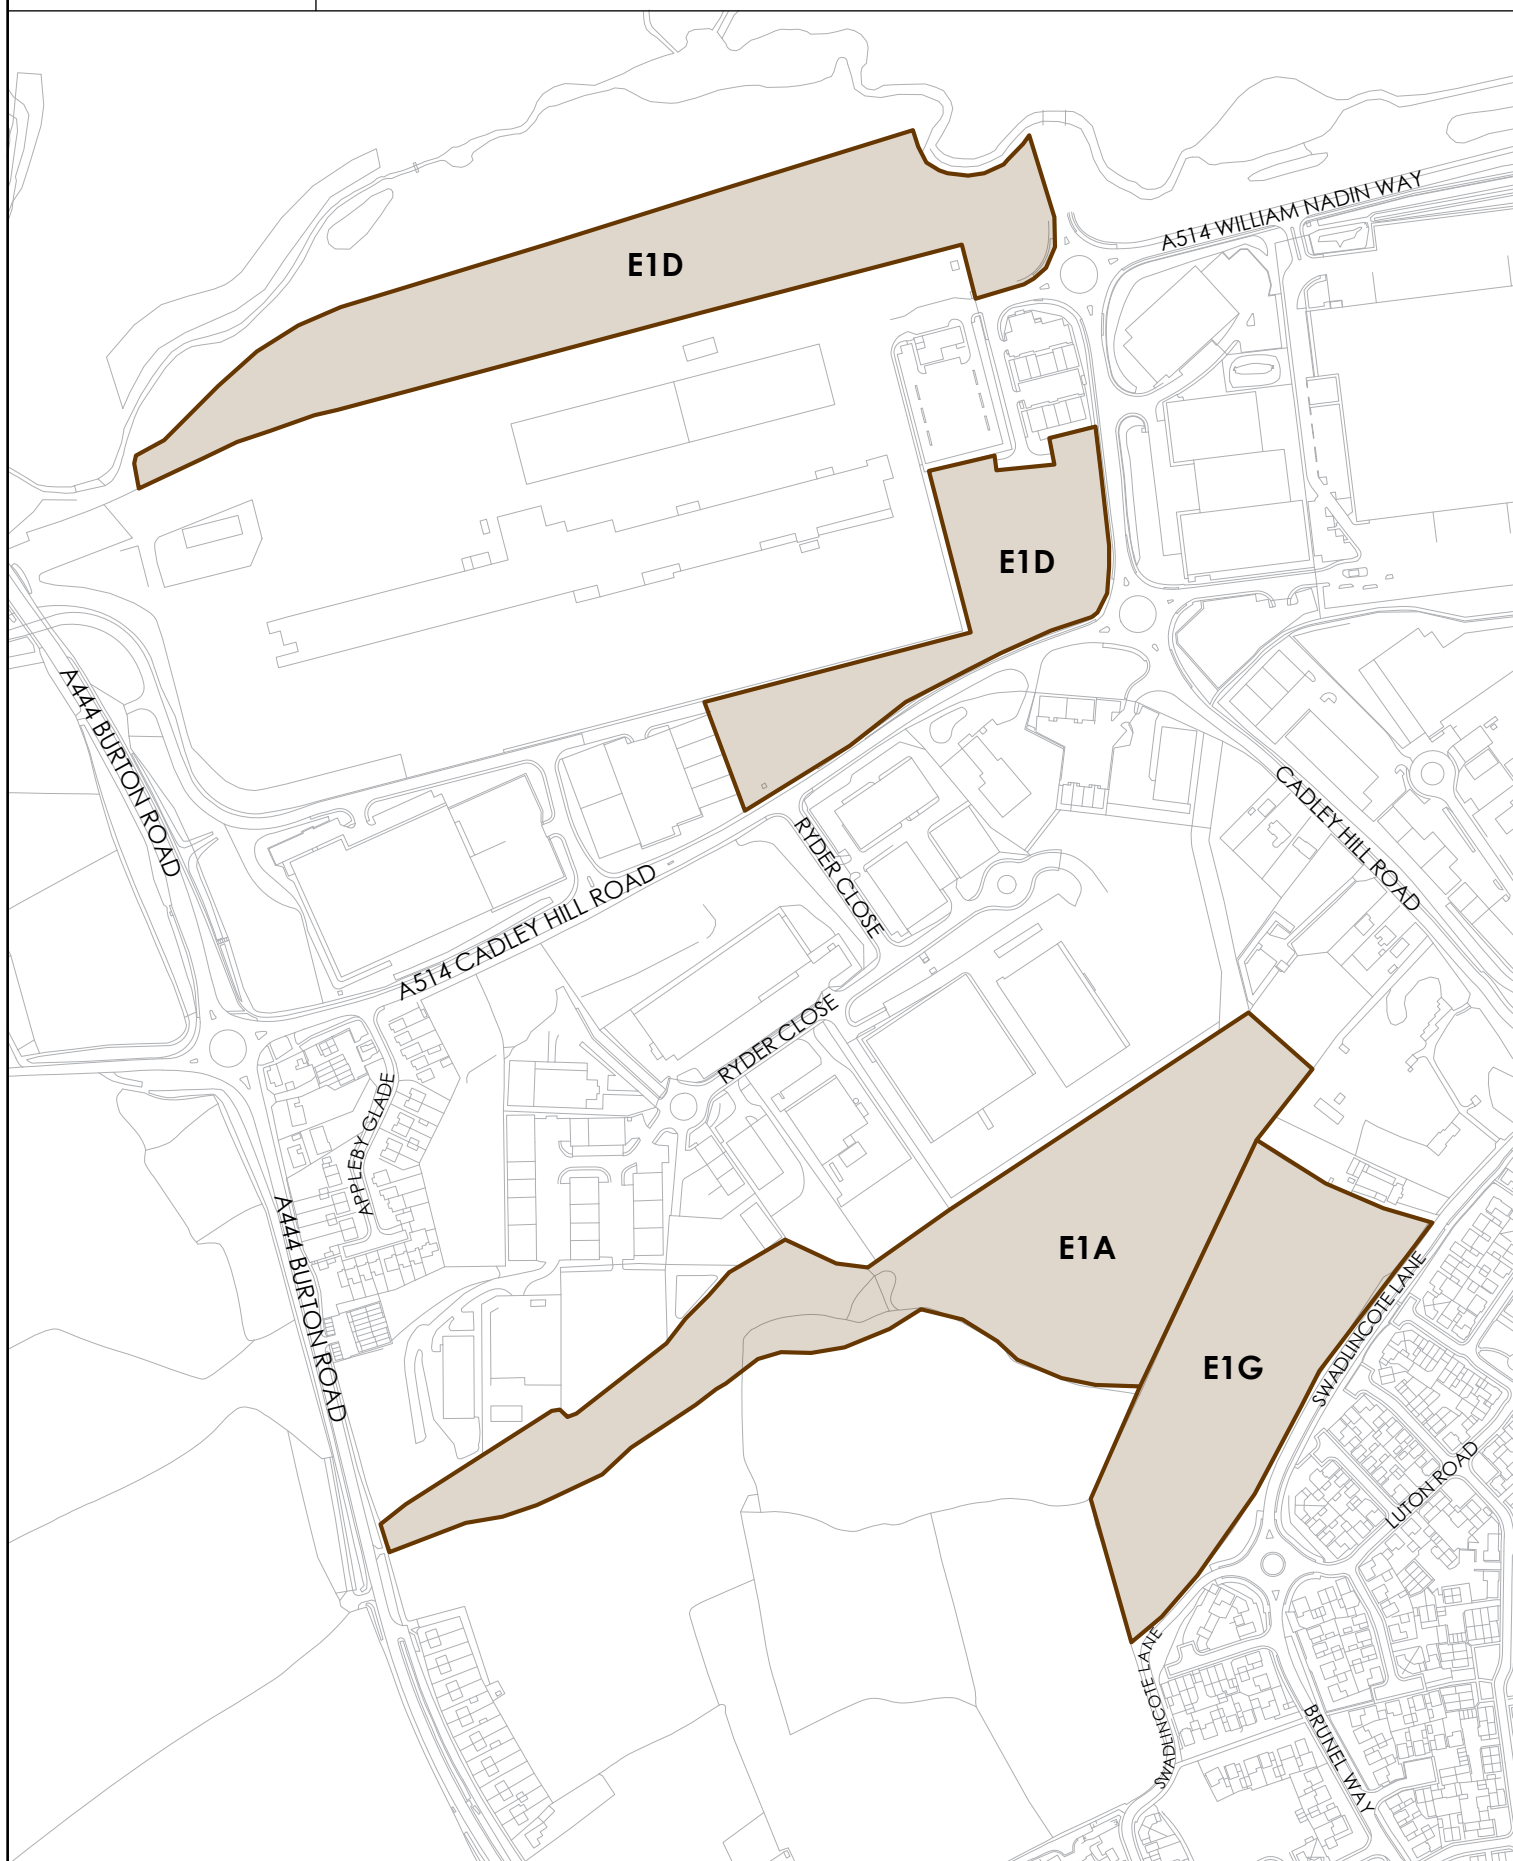 A514 WILLIAM NADIN WAY
E1D
E1D
A444 BURTON ROAD
CADLEY HILL ROAD
RYDER CLOSE
A514 CADLEY HILL ROAD
RYDER CLOSE
APPLEBY GLADE
A444 BURTON ROAD
E1A
SWADLINCOTE LANE
E1G
LUTON ROAD
SWADLINCOTE LANE
BRUNEL WAY